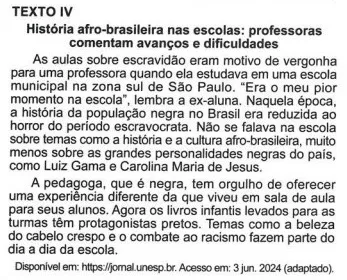 TEXTO IV
História afro-brasileira nas escolas: professoras
comentam avanços e dificuldades
As aulas sobre escravidão eram motivo de vergonha
para uma professora quando ela estudava em uma escola
municipal na zona sul de São Paulo. “Era o meu pior
momento na escola”, lembra a ex-aluna. Naquela época,
a história da população negra no Brasil era reduzida ao
horror do período escravocrata. Não se falava na escola
sobre temas como a história e a cultura afro-brasileira, muito
menos sobre as grandes personalidades negras do país,
como Luiz Gama e Carolina Maria de Jesus.
A pedagoga, que é negra, tem orgulho de oferecer
uma experiência diferente da que viveu em sala de aula
para seus alunos. Agora os livros infantis levados para as
turmas têm protagonistas pretos. Temas como a beleza
do cabelo crespo e o combate ao racismo fazem parte do
dia a dia da escola.
Disponível em: https://jornal.unesp.br. Acesso em: 3 jun. 2024 (adaptado).